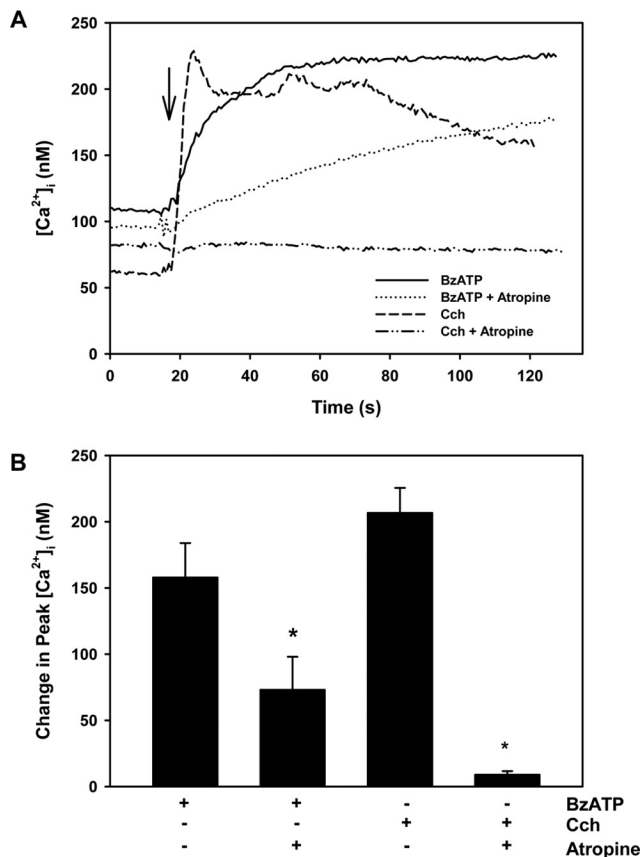 A
250
200
150
100
50
0
[Ca²⁺]ᵢ (nM)
BzATP
BzATP + Atropine
Cch
Cch + Atropine
0 20 40 60 80 100 120
Time (s)
B
250
200
150
100
50
0
Change in Peak [Ca²⁺]ᵢ (nM)
*
*
+ + - - BzATP
- - + + Cch
- + - + Atropine